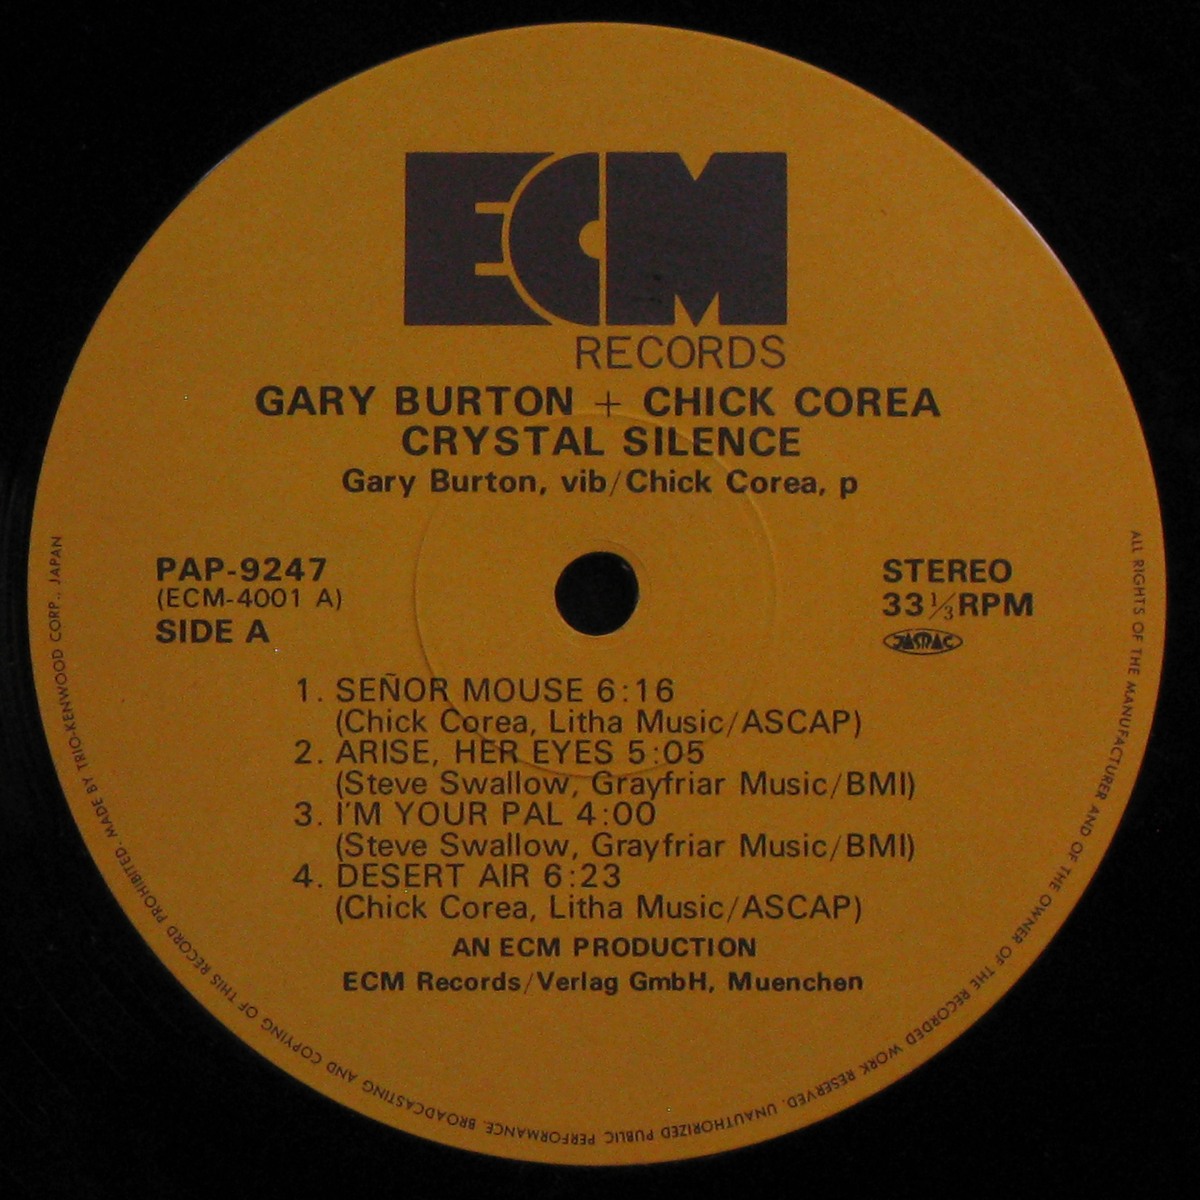 ECM
RECORDS
GARY BURTON + CHICK COREA
CRYSTAL SILENCE
Gary Burton, vib/Chick Corea, p
PAP-9247
(ECM-4001 A)
SIDE A
STEREO
33 1/3 RPM
JASRAC
1. SEÑOR MOUSE 6:16
(Chick Corea, Litha Music/ASCAP)
2. ARISE, HER EYES 5:05
(Steve Swallow, Grayfriar Music/BMI)
3. I'M YOUR PAL 4:00
(Steve Swallow, Grayfriar Music/BMI)
4. DESERT AIR 6:23
(Chick Corea, Litha Music/ASCAP)
AN ECM PRODUCTION
ECM Records/Verlag GmbH, Muenchen
ALL RIGHTS OF THE MANUFACTURER AND OF THE OWNER OF THE RECORDED WORK RESERVED. UNAUTHORIZED PUBLIC PERFORMANCE. BROADCASTING AND COPYING OF THIS RECORD PROHIBITED. MADE BY TRIO-KENWOOD CORP., JAPAN